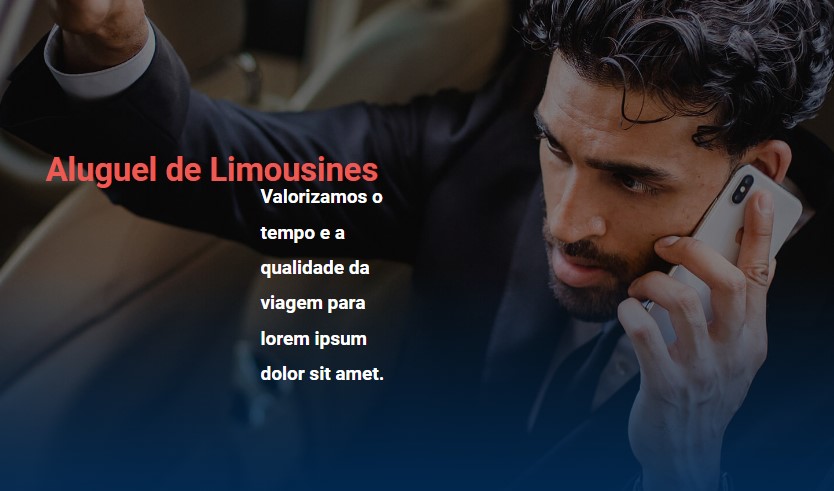 Aluguel de Limousines
Valorizamos o
tempo e a
qualidade da
viagem para
lorem ipsum
dolor sit amet.